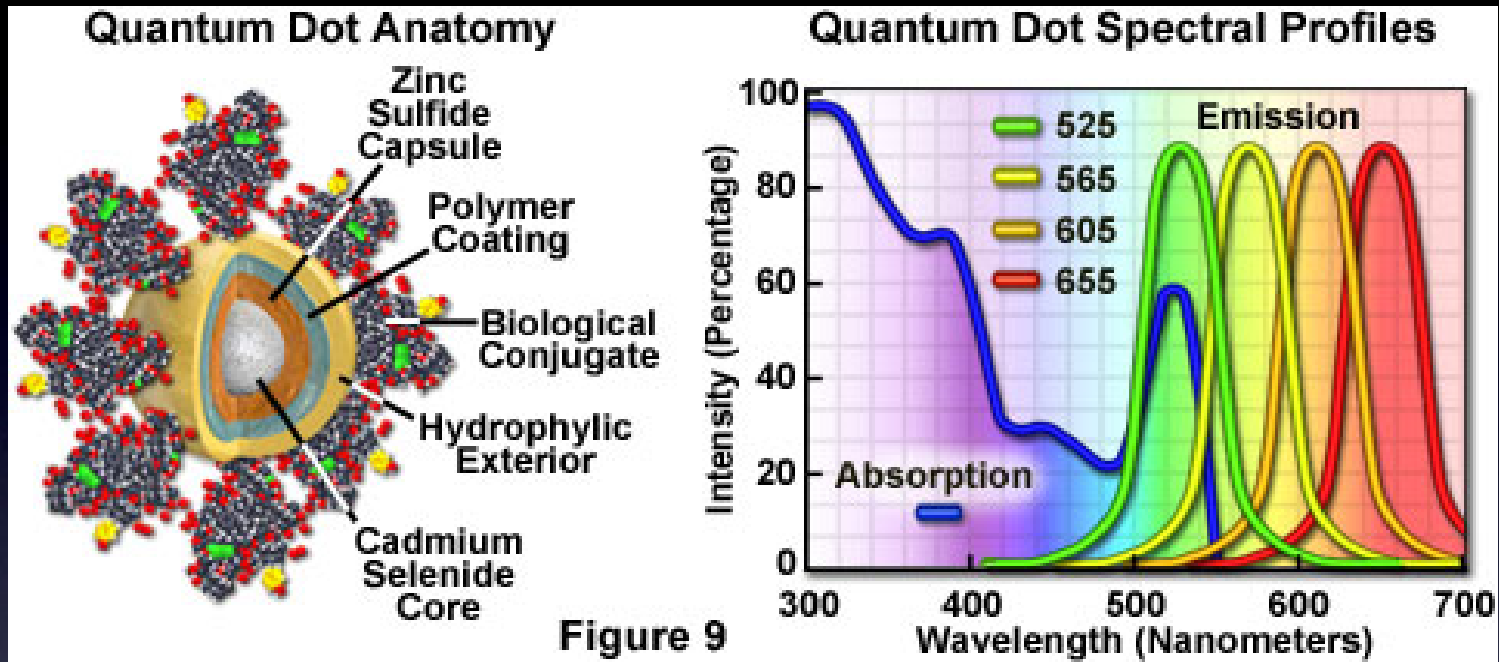 Quantum Dot Anatomy
Zinc
Sulfide
Capsule
Polymer
Coating
Biological
Conjugate
Hydrophylic
Exterior
Cadmium
Selenide
Core
Figure 9
Quantum Dot Spectral Profiles
Intensity (Percentage)
100
80
60
40
20
0
Emission
525
565
605
655
Absorption
300 400 500 600 700
Wavelength (Nanometers)